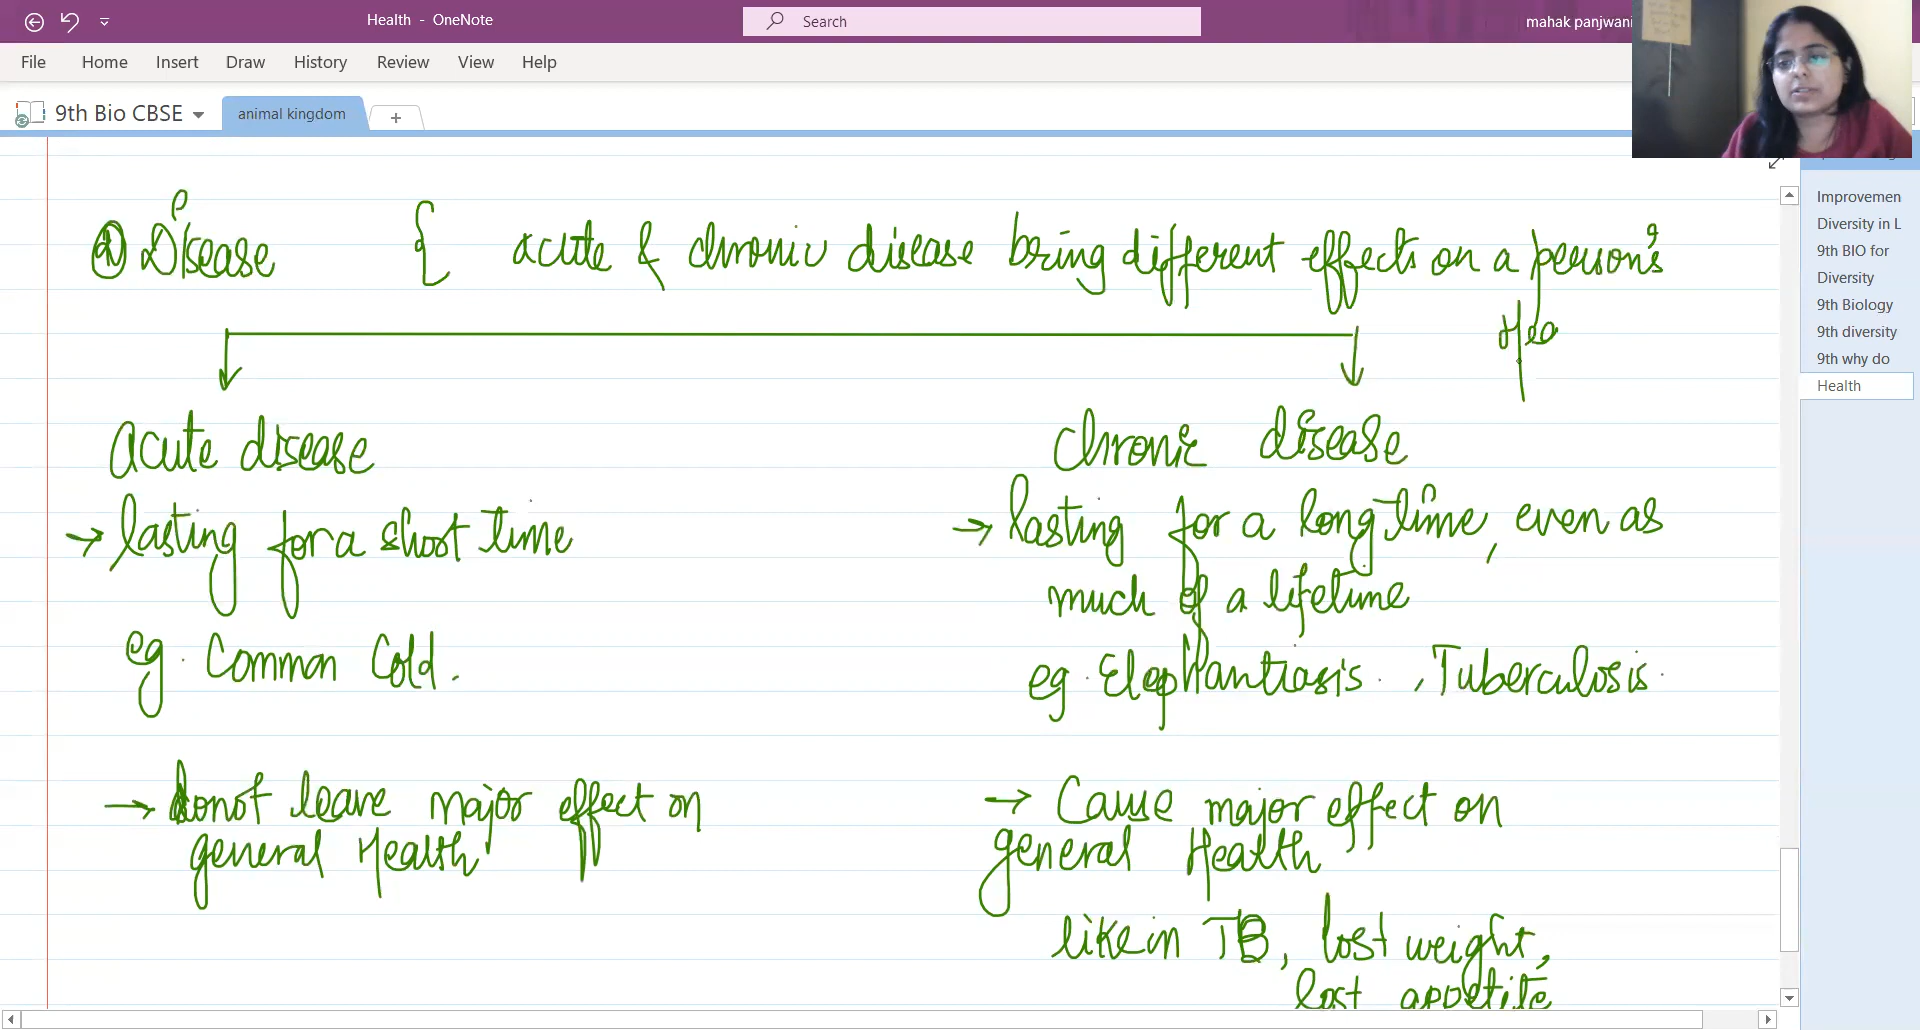 Health - OneNote
Search
mahak panjwani
File Home Insert Draw History Review View Help
9th Bio CBSE
animal kingdom
+
Improvemen
Diversity in L
9th BIO for
Diversity
9th Biology
9th diversity
9th why do
Health
Disease { acute & chronic disease bring different effects on a person's
Hea
acute disease
chronic disease
→ lasting for a short time
→ lasting for a long time, even as
much of a lifetime
eg. Common Cold.
eg. Elephantiasis. , Tuberculosis.
→ donot leave major effect on
general Health
→ Cause major effect on
general Health
like in TB, lost weight,
lost appetite